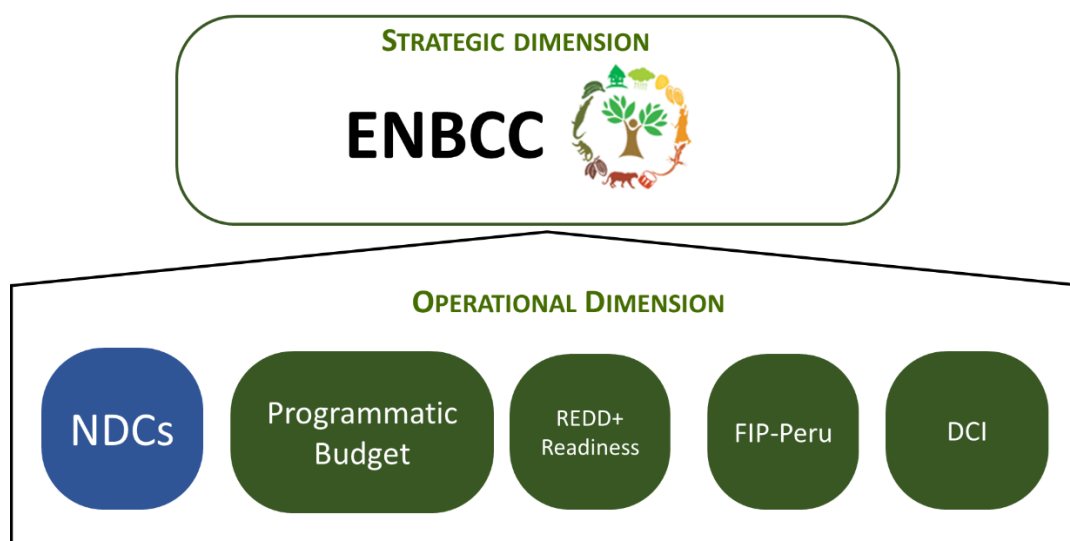 STRATEGIC DIMENSION
ENBCC
OPERATIONAL DIMENSION
NDCs
Programmatic
Budget
REDD+
Readiness
FIP-Peru
DCI